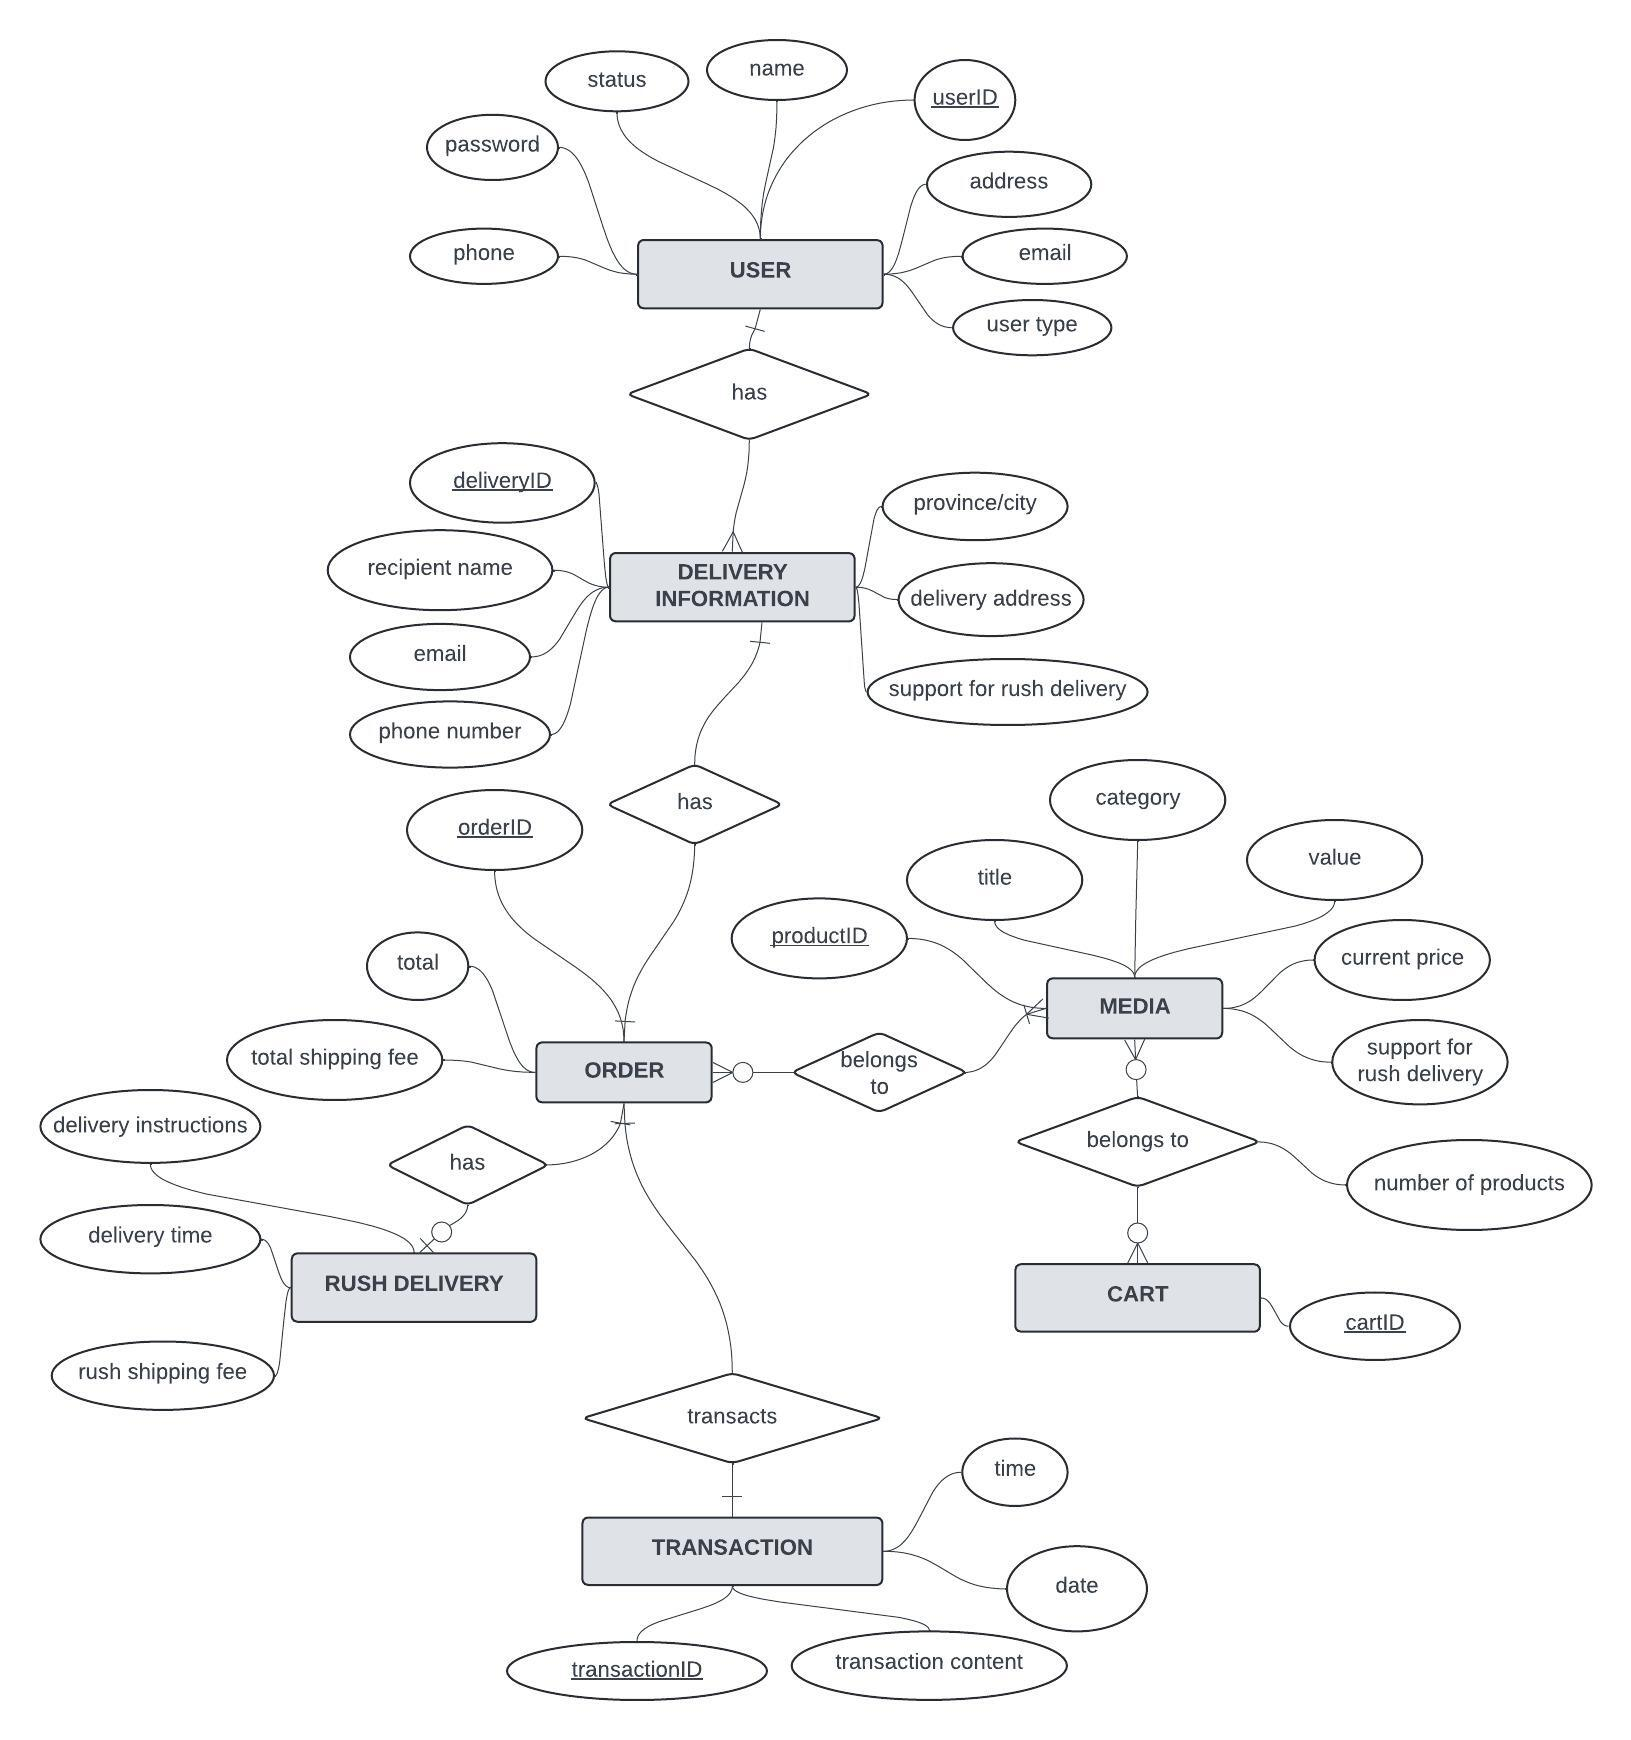 name
status
userID
password
address
phone
email
USER
user type
has
deliveryID
province/city
recipient name
DELIVERY
INFORMATION
delivery address
email
support for rush delivery
phone number
has
category
orderID
value
title
productID
current price
total
MEDIA
support for
rush delivery
total shipping fee
ORDER
belongs
to
delivery instructions
belongs to
has
number of products
delivery time
RUSH DELIVERY
CART
cartID
rush shipping fee
transacts
time
TRANSACTION
date
transactionID
transaction content